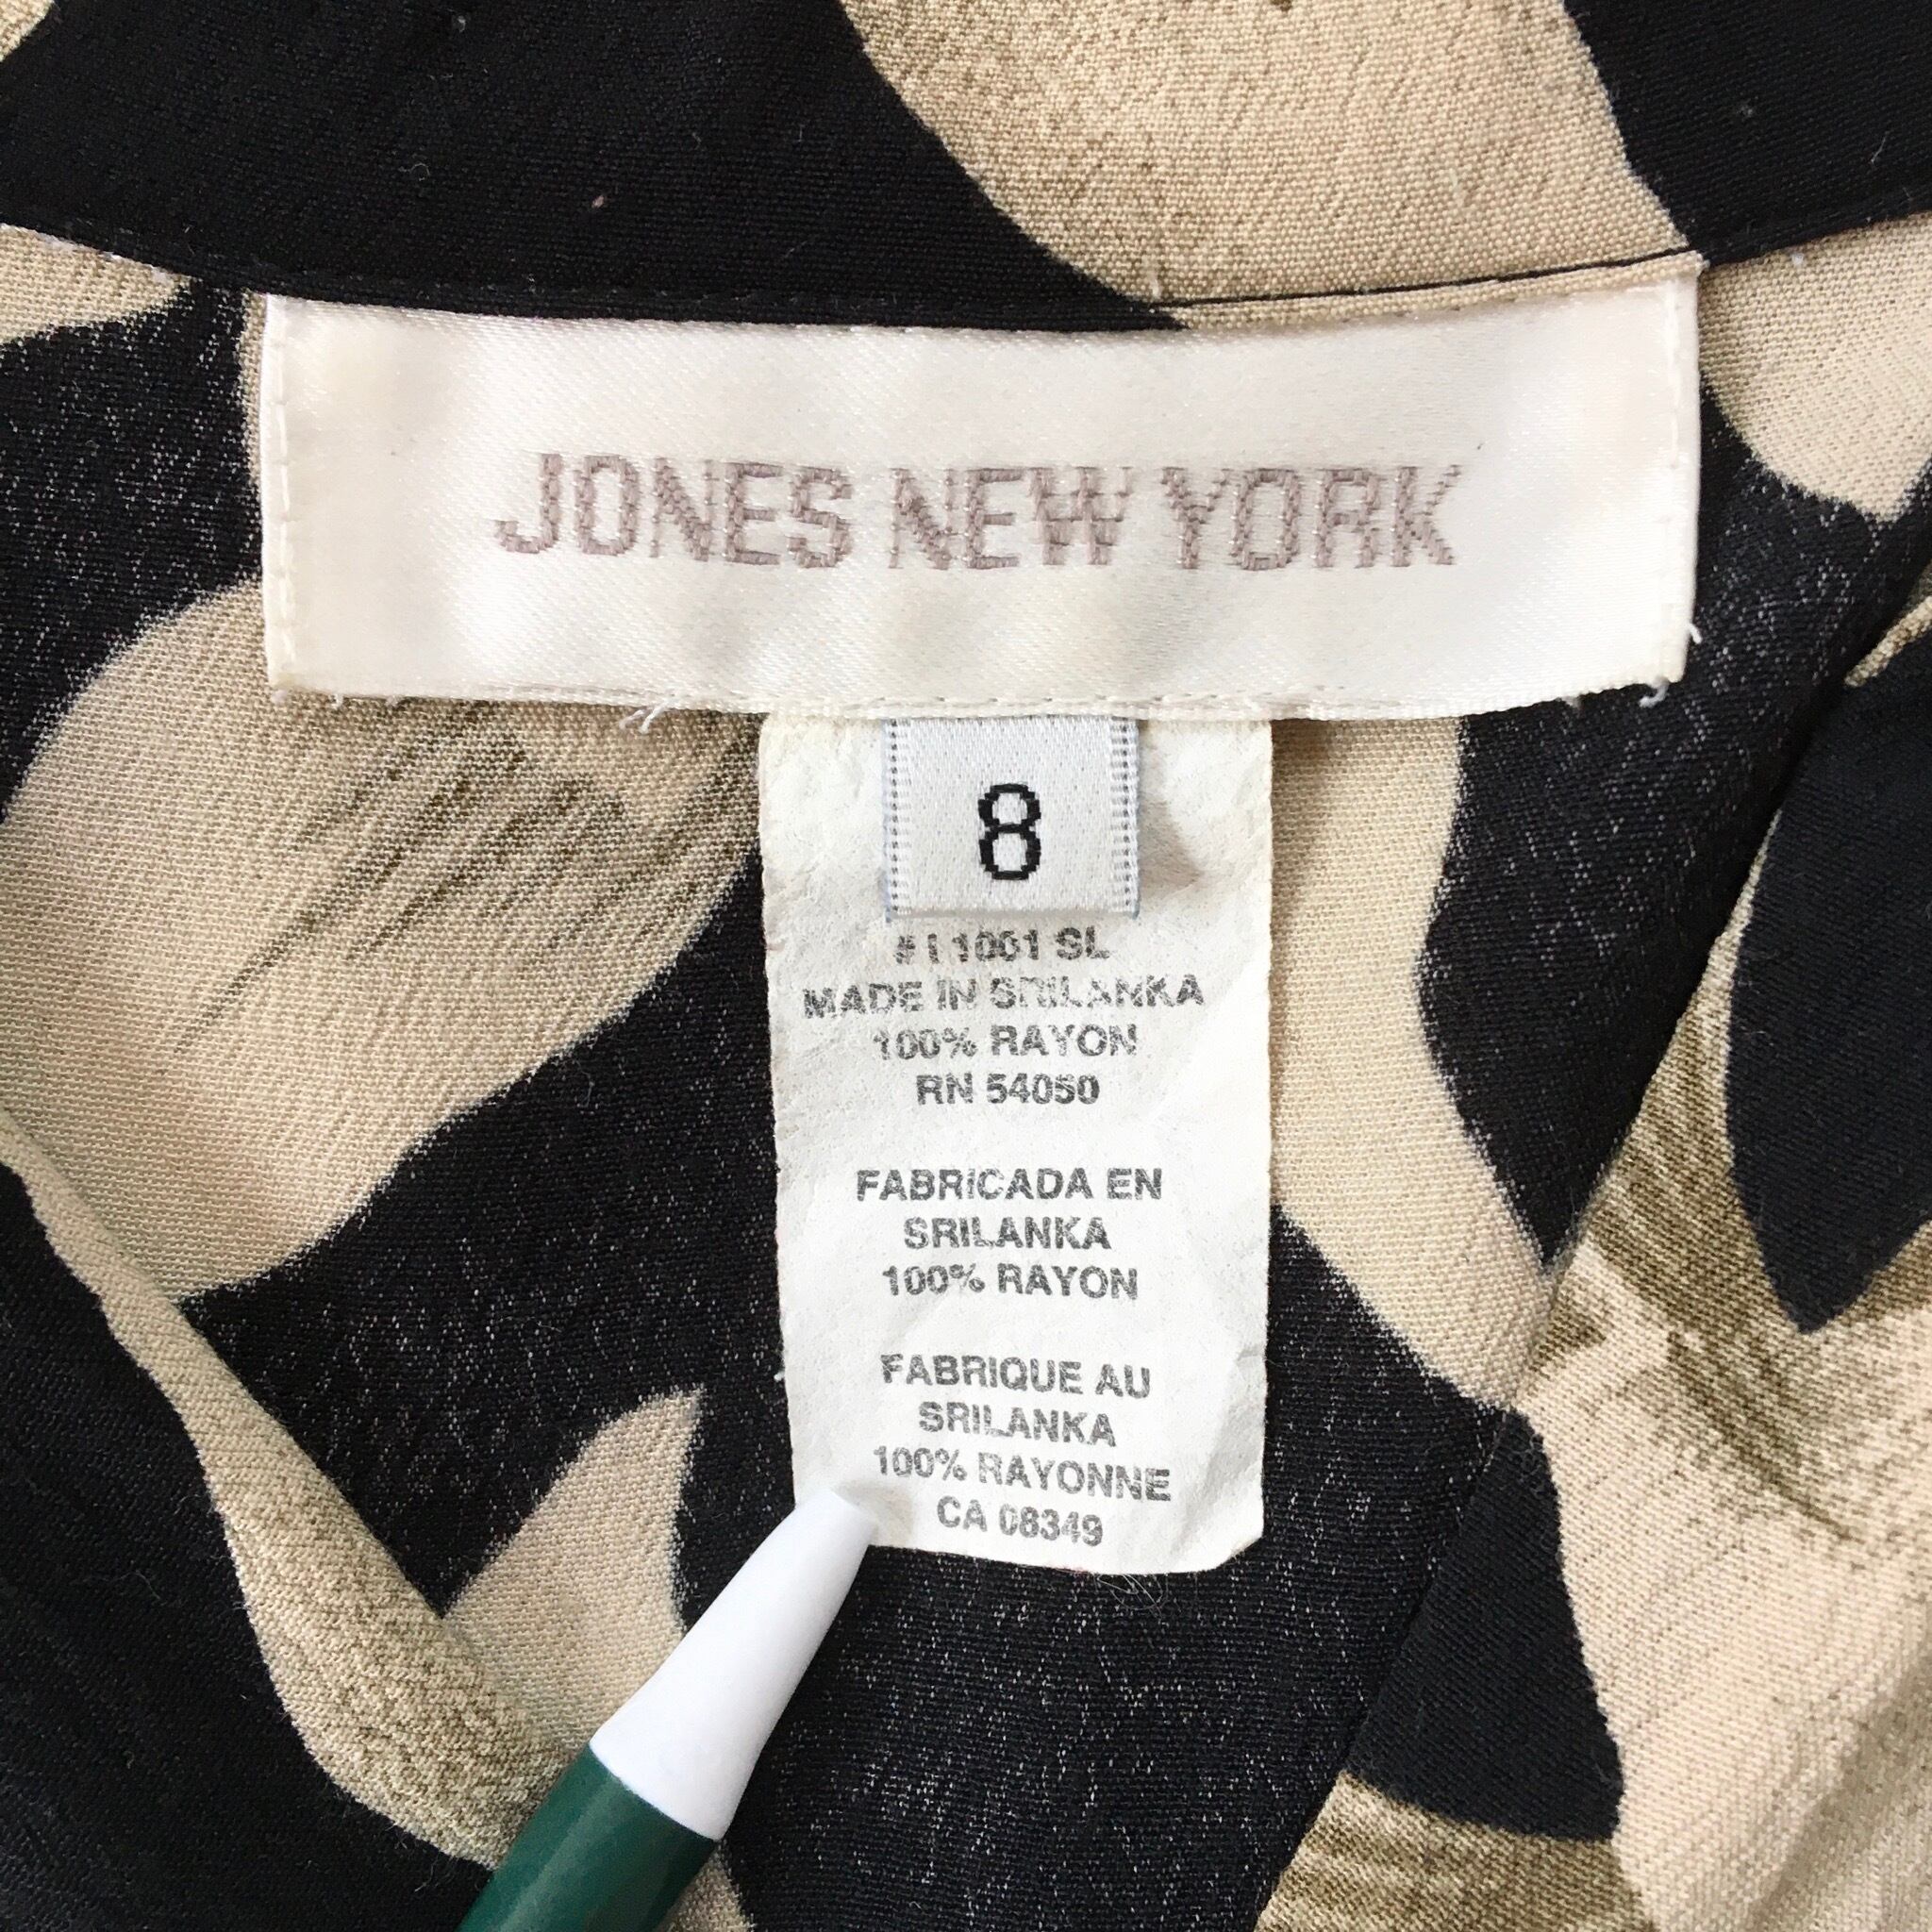 JONES NEW YORK
8
# I 1001 SL
MADE IN SRILANKA
100% RAYON
RN 54050
FABRICADA EN
SRILANKA
100% RAYON
FABRIQUE AU
SRILANKA
100% RAYONNE
CA 08349